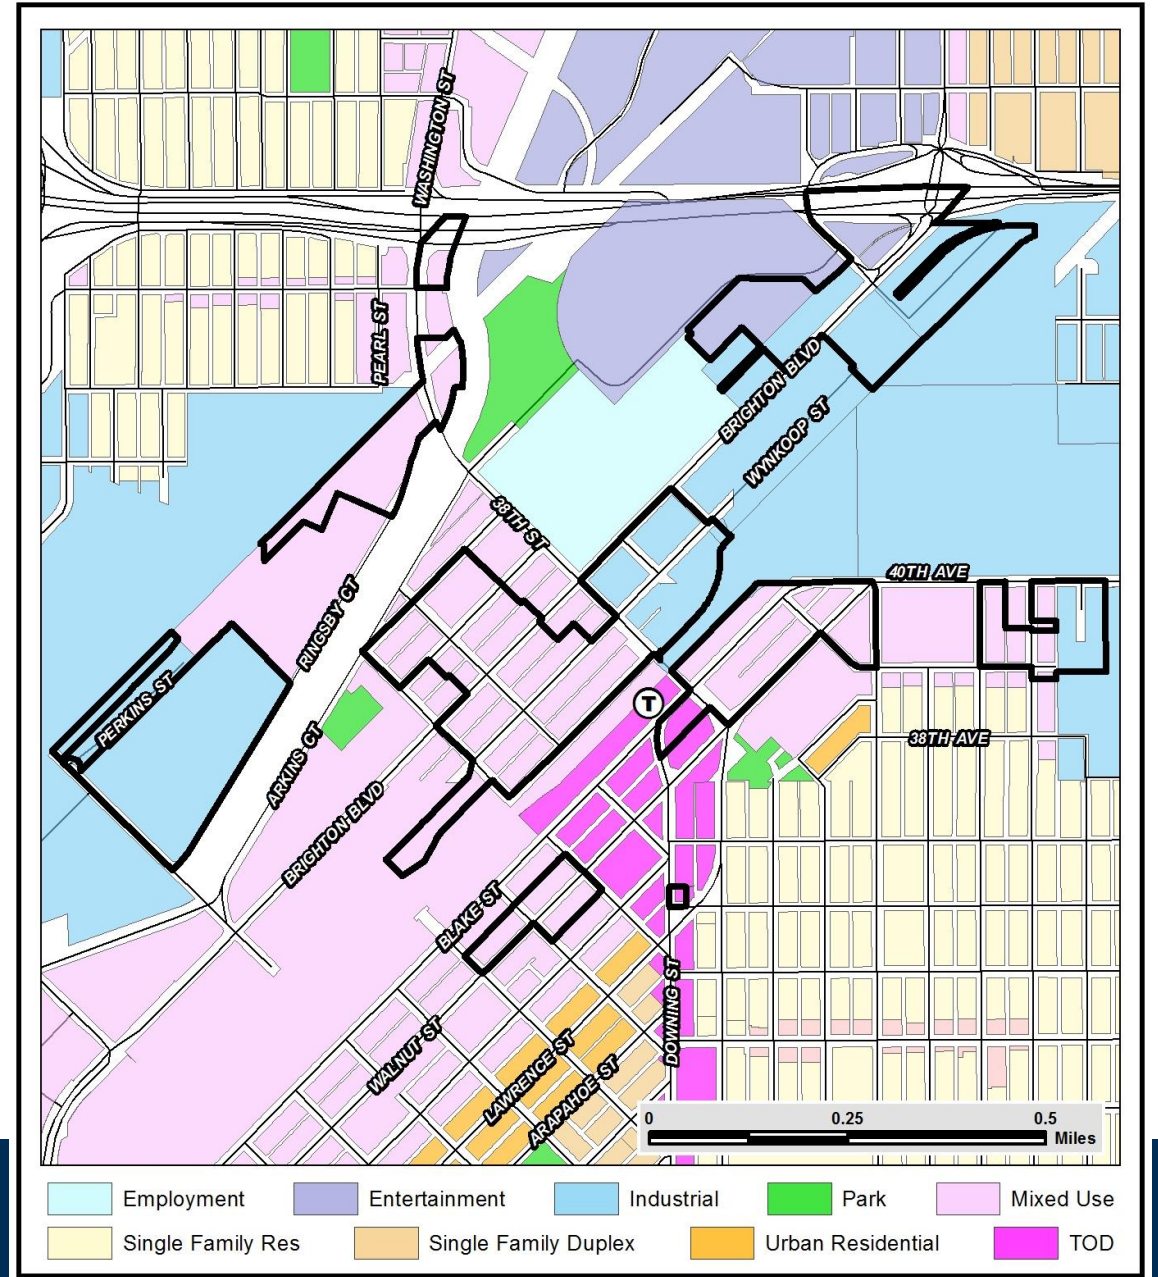 WASHINGTON ST
PEARL ST
BRIGHTON BLVD
WYNKOOP ST
38TH ST
40TH AVE
RINGSBY CT
PERKINS ST
T
38TH AVE
ARKINS CT
BRIGHTON BLVD
BLAKE ST
DOWNING ST
WALNUT ST
LAWRENCE ST
ARAPAHOE ST
0 0.25 0.5
Miles
Employment Entertainment Industrial Park Mixed Use
Single Family Res Single Family Duplex Urban Residential TOD